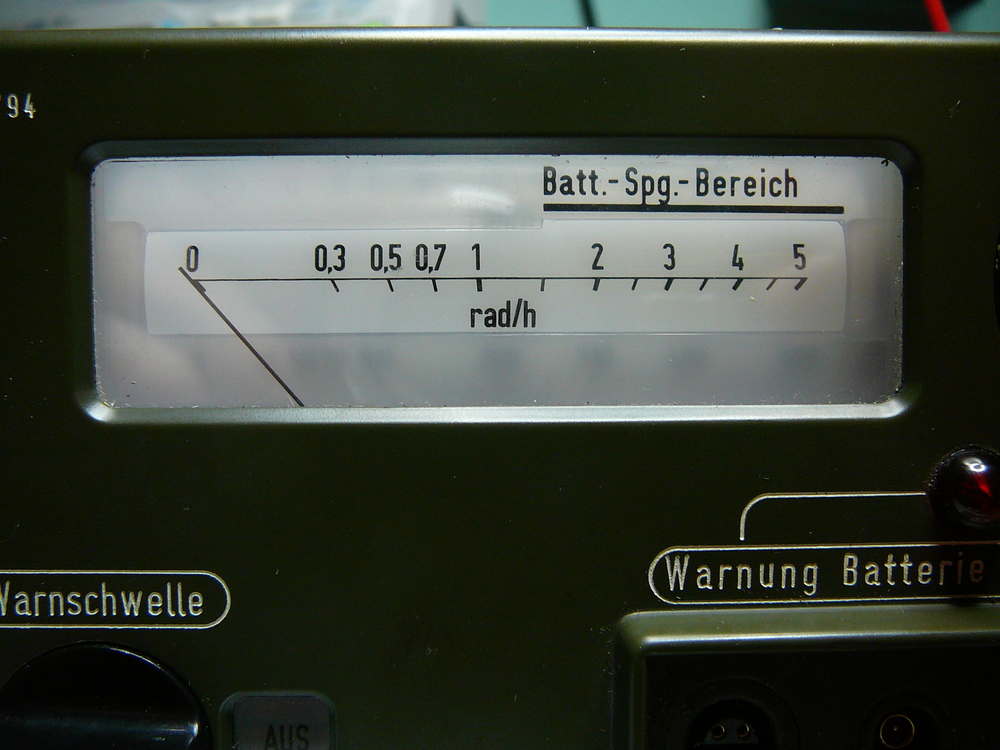 '94
Batt.-Spg.-Bereich
0 0,3 0,5 0,7 1 2 3 4 5
rad/h
Warnung Batterie
Warnschwelle
AUS